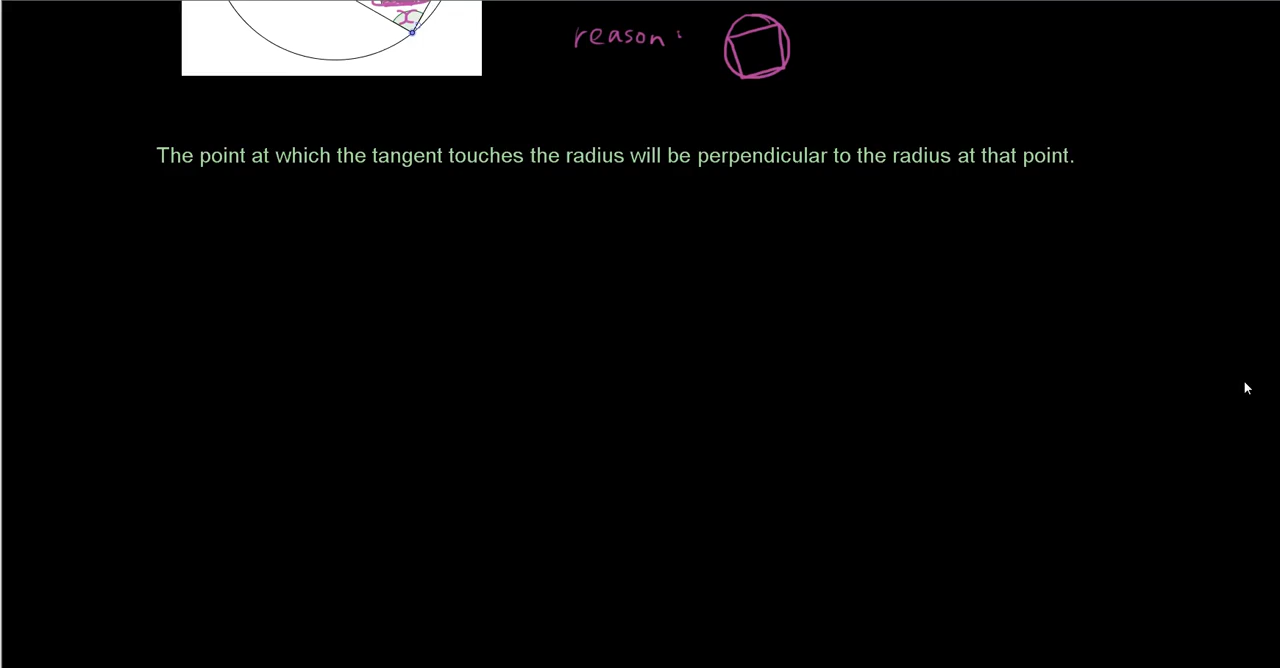 x
reason:
The point at which the tangent touches the radius will be perpendicular to the radius at that point.